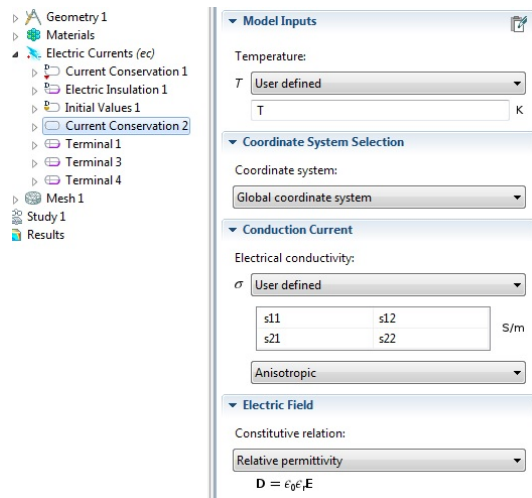 Geometry 1
Materials
Electric Currents (ec)
Current Conservation 1
Electric Insulation 1
Initial Values 1
Current Conservation 2
Terminal 1
Terminal 3
Terminal 4
Mesh 1
Study 1
Results
Model Inputs
Temperature:
T User defined
T K
Coordinate System Selection
Coordinate system:
Global coordinate system
Conduction Current
Electrical conductivity:
σ User defined
s11 s12
s21 s22
S/m
Anisotropic
Electric Field
Constitutive relation:
Relative permittivity
D = ϵ₀ϵᵣE